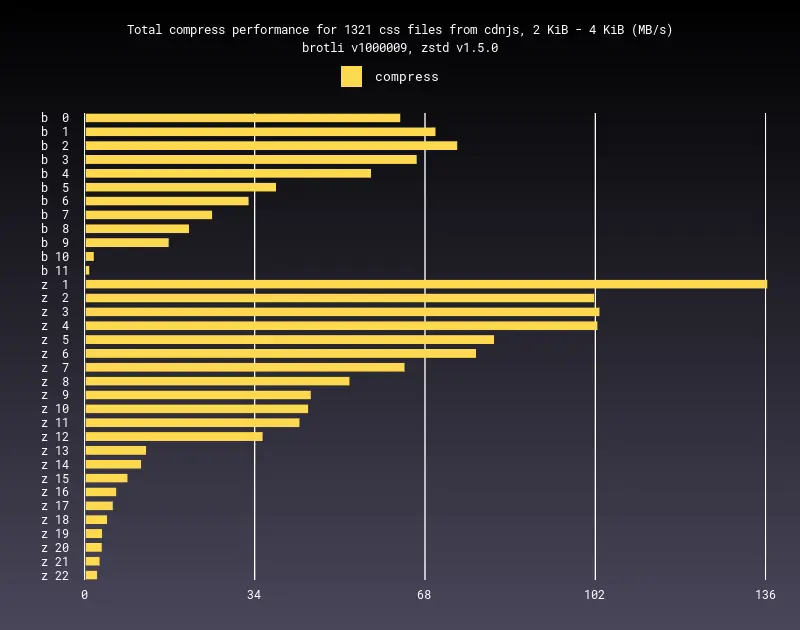 Total compress performance for 1321 css files from cdnjs, 2 KiB - 4 KiB (MB/s)
brotli v1000009, zstd v1.5.0
compress
b 0
b 1
b 2
b 3
b 4
b 5
b 6
b 7
b 8
b 9
b 10
b 11
z 1
z 2
z 3
z 4
z 5
z 6
z 7
z 8
z 9
z 10
z 11
z 12
z 13
z 14
z 15
z 16
z 17
z 18
z 19
z 20
z 21
z 22
0 34 68 102 136